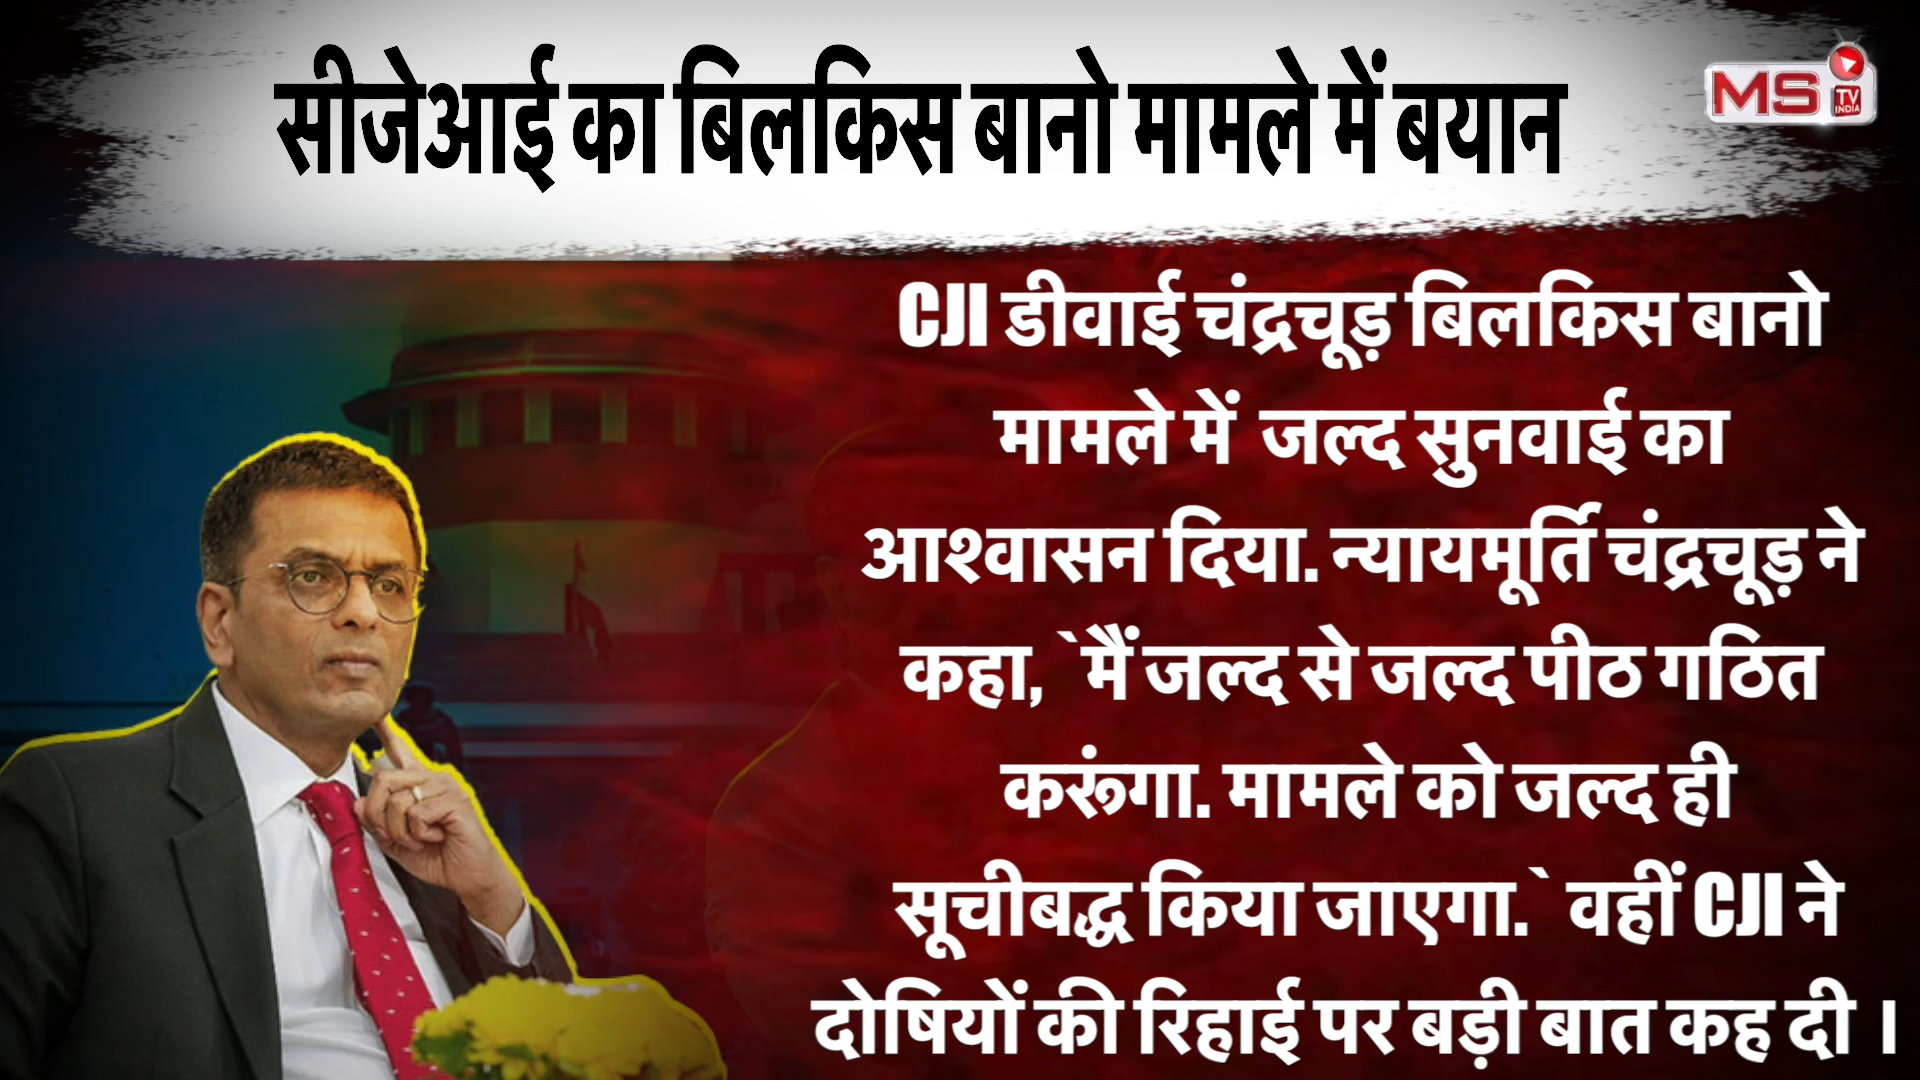 सीजेआई का बिलकिस बानो मामले में बयान
MS
TV
INDIA
CJI डीवाई चंद्रचूड़ बिलकिस बानो
मामले में जल्द सुनवाई का
आश्वासन दिया. न्यायमूर्ति चंद्रचूड़ ने
कहा, `मैं जल्द से जल्द पीठ गठित
करूंगा. मामले को जल्द ही
सूचीबद्ध किया जाएगा.` वहीं CJI ने
दोषियों की रिहाई पर बड़ी बात कह दी ।